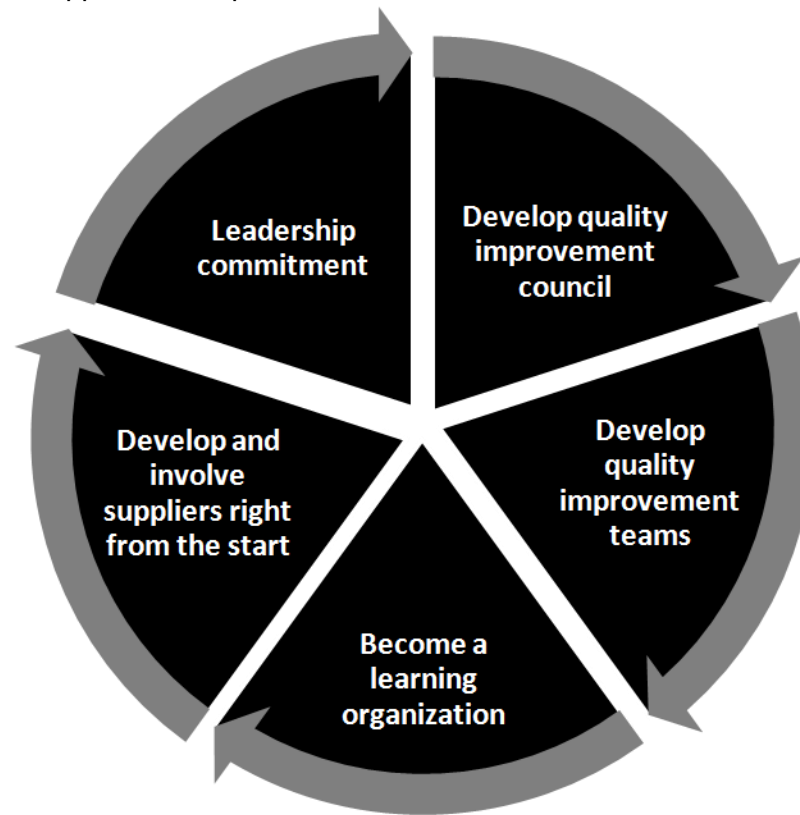 Leadership
commitment
Develop quality
improvement
council
Develop
quality
improvement
teams
Become a
learning
organization
Develop and
involve
suppliers right
from the start